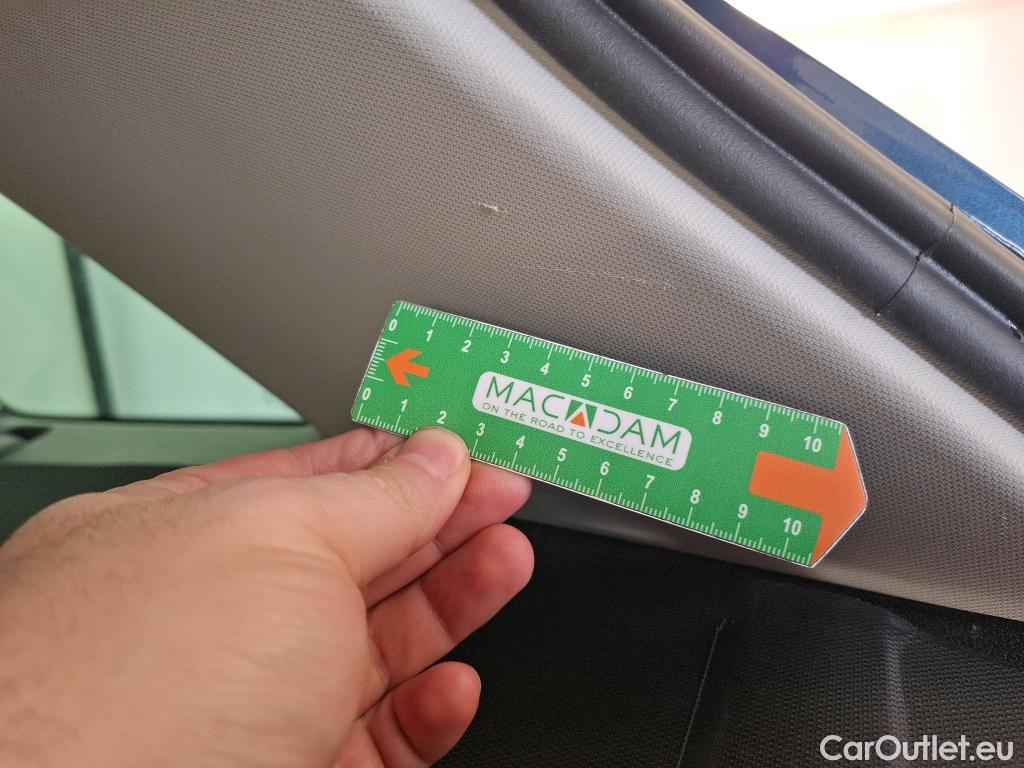 0 1 2 3 4 5 6 7 8 9 10
MACADAM
ON THE ROAD TO EXCELLENCE
0 1 2 3 4 5 6 7 8 9 10
CarOutlet.eu